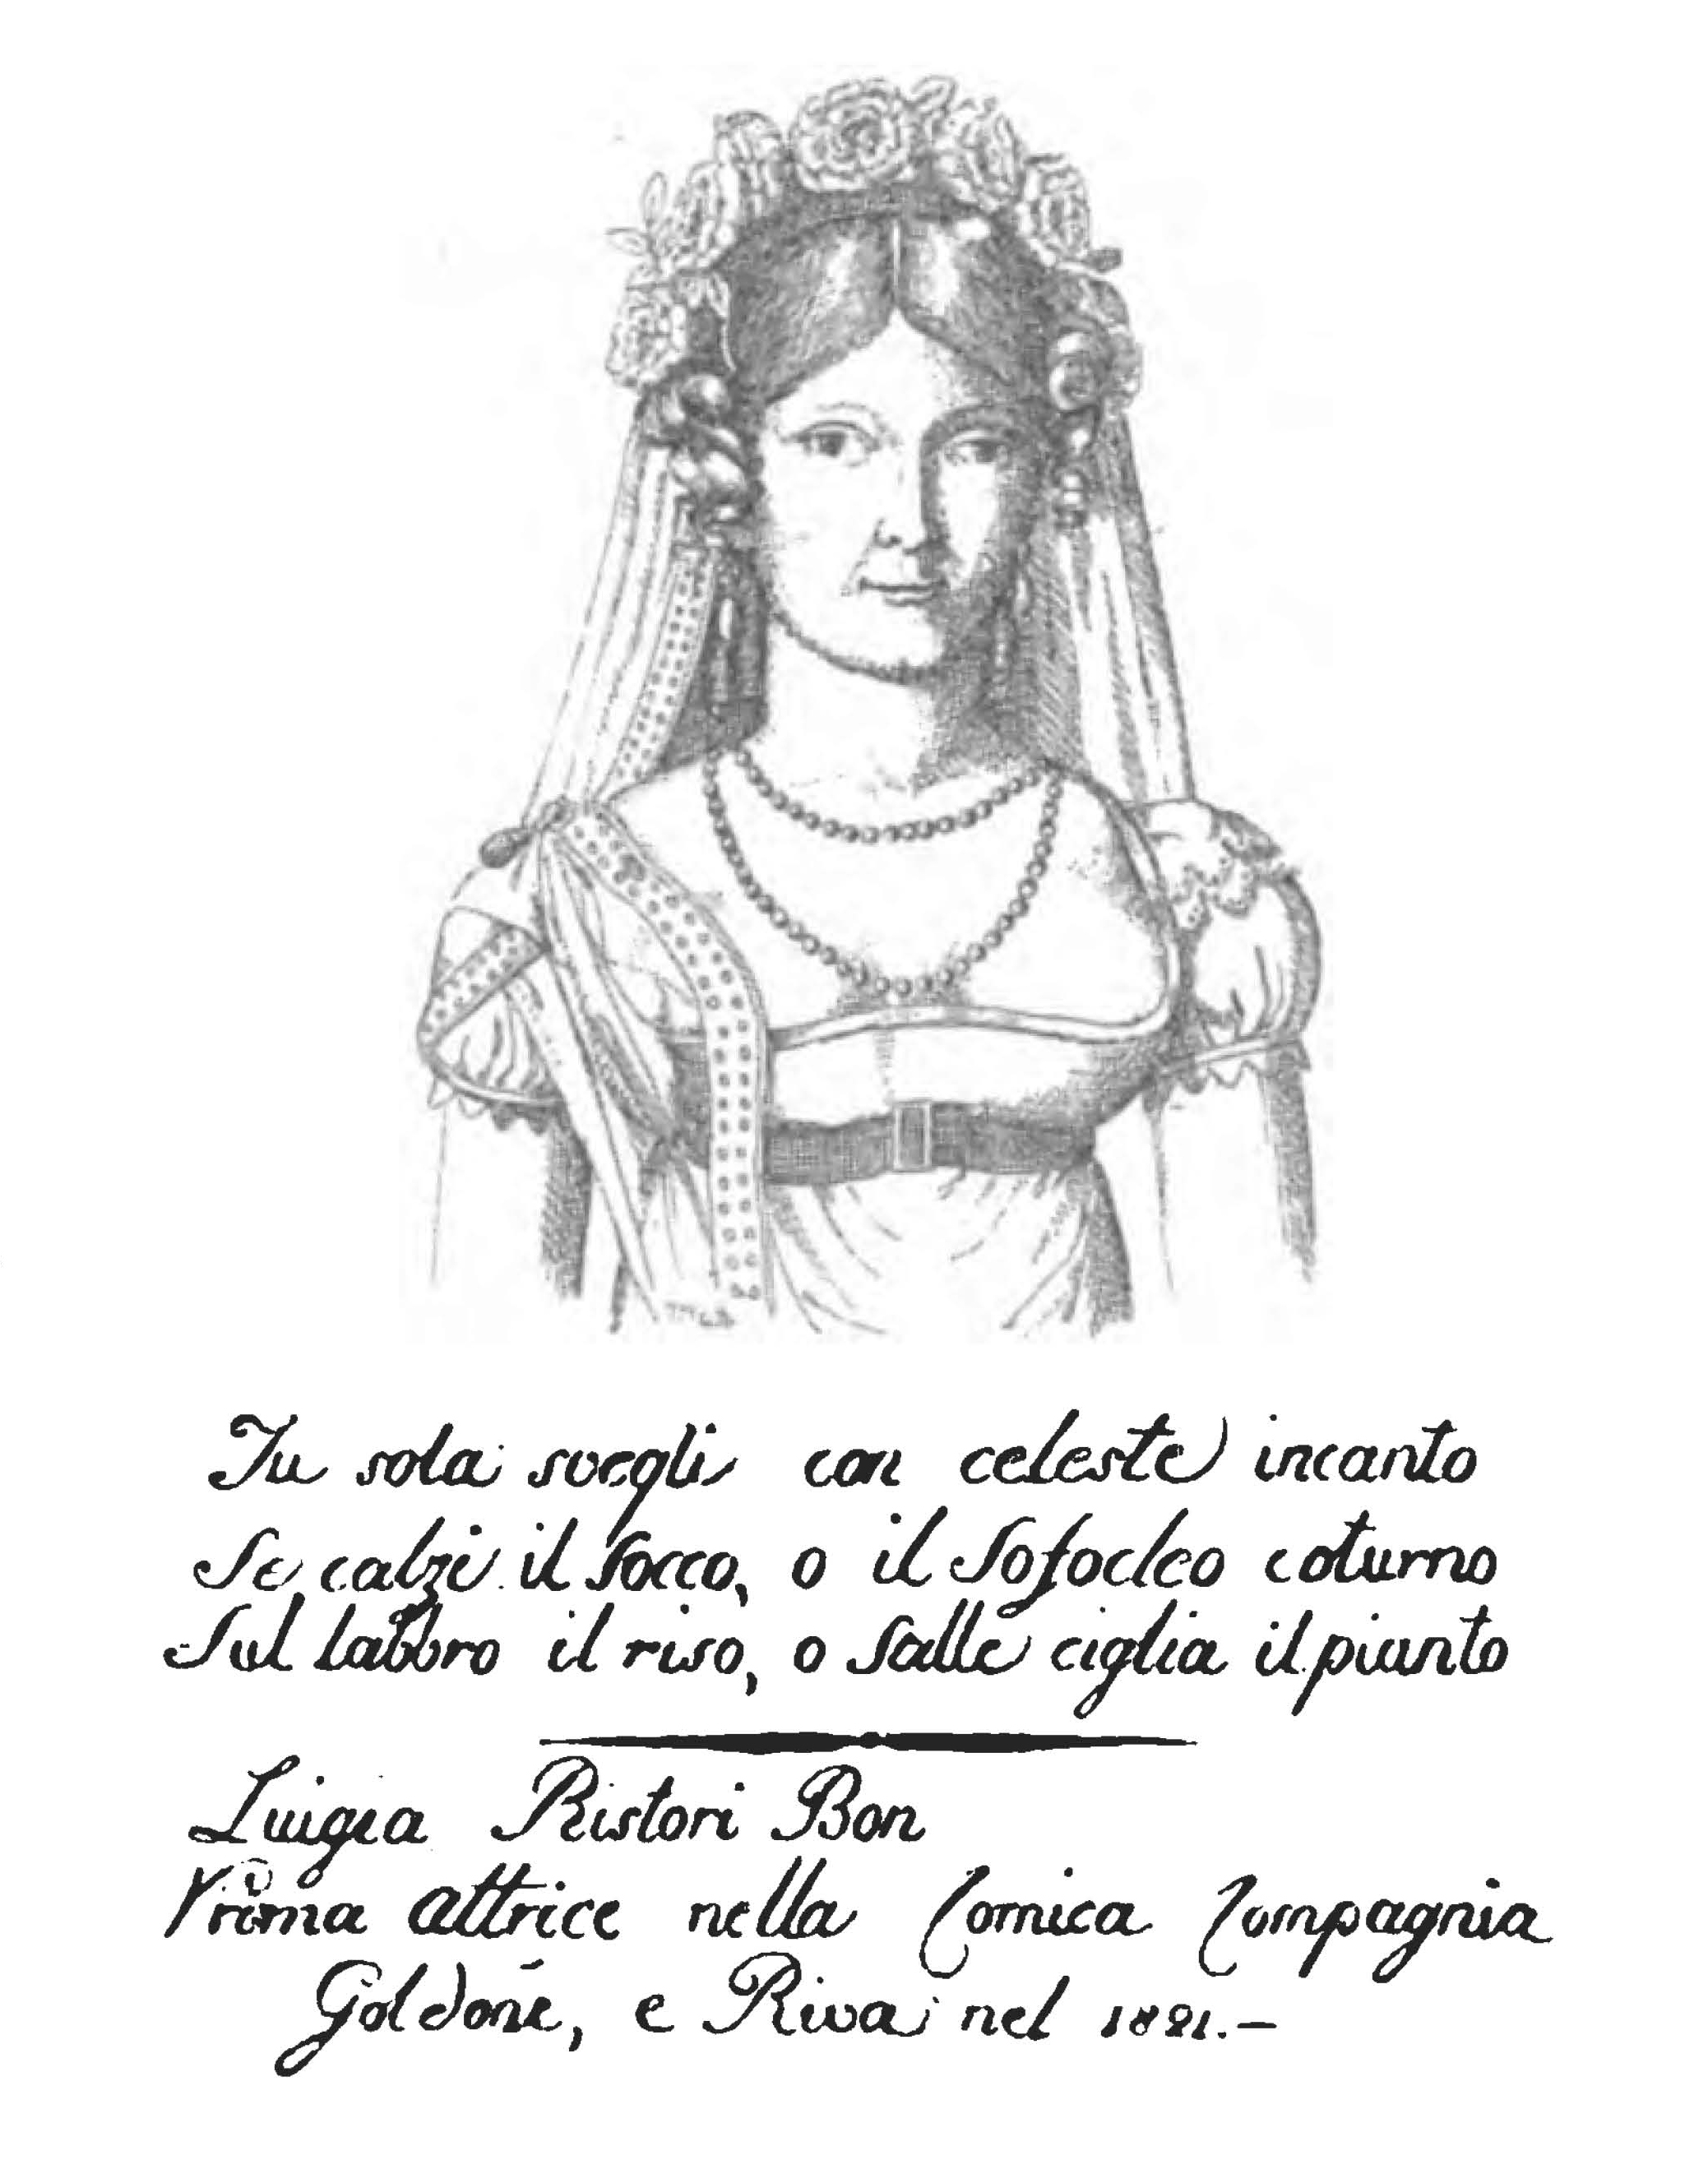 Tu sola svegli con celeste incanto
Se calzi il socco, o il Sofocleo coturno
Sul labbro il riso, o sulle ciglia il pianto
Luigia Ristori Bon
Prima attrice nella Comica Compagnia
Goldoni, e Riva nel 1821.-